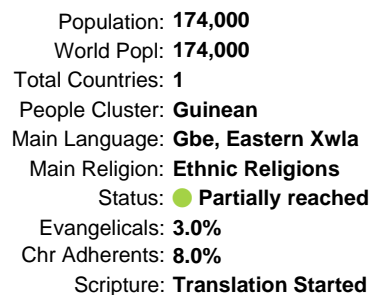 Population: 174,000
World Popl: 174,000
Total Countries: 1
People Cluster: Guinean
Main Language: Gbe, Eastern Xwla
Main Religion: Ethnic Religions
Status: Partially reached
Evangelicals: 3.0%
Chr Adherents: 8.0%
Scripture: Translation Started